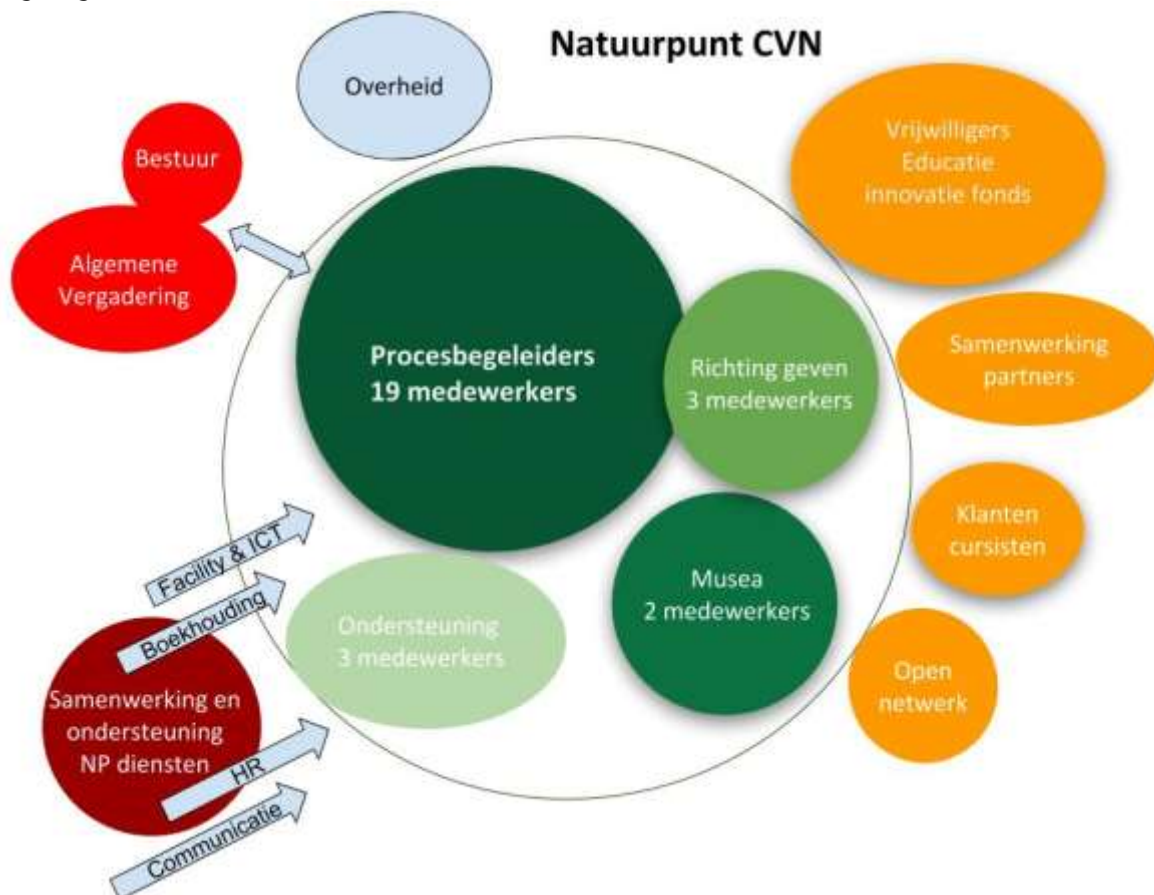 Natuurpunt CVN
Overheid
Bestuur
Algemene
Vergadering
Vrijwilligers
Educatie
innovatie fonds
Procesbegeleiders
19 medewerkers
Richting geven
3 medewerkers
Samenwerking
partners
Klanten
cursisten
Musea
2 medewerkers
Ondersteuning
3 medewerkers
Open
netwerk
Facility & ICT
Boekhouding
Samenwerking en
ondersteuning
NP diensten
HR
Communicatie